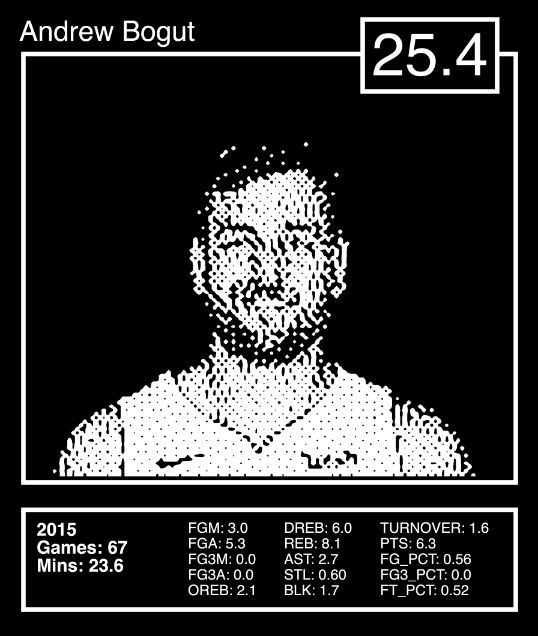 Andrew Bogut
25.4
2015
Games: 67
Mins: 23.6
FGM: 3.0
FGA: 5.3
FG3M: 0.0
FG3A: 0.0
OREB: 2.1
DREB: 6.0
REB: 8.1
AST: 2.7
STL: 0.60
BLK: 1.7
TURNOVER: 1.6
PTS: 6.3
FG_PCT: 0.56
FG3_PCT: 0.0
FT_PCT: 0.52